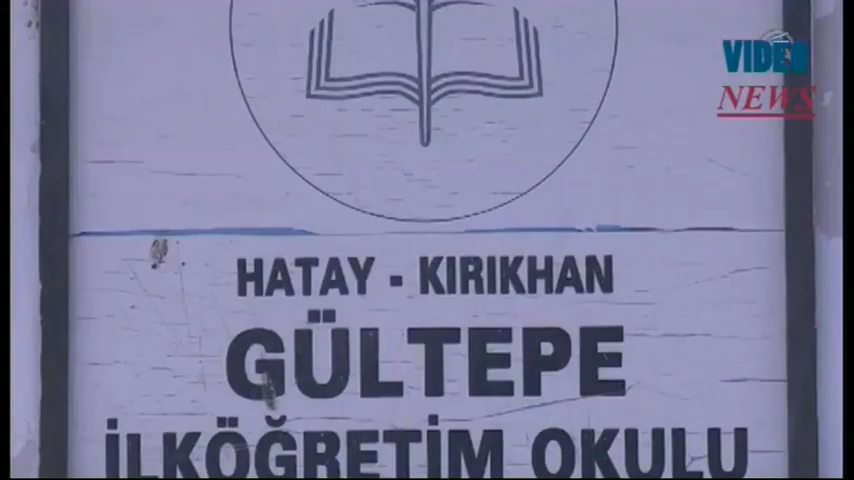 VIDEO
NEWS
HATAY - KIRIKHAN
GÜLTEPE
İLKÖĞRETİM OKULU